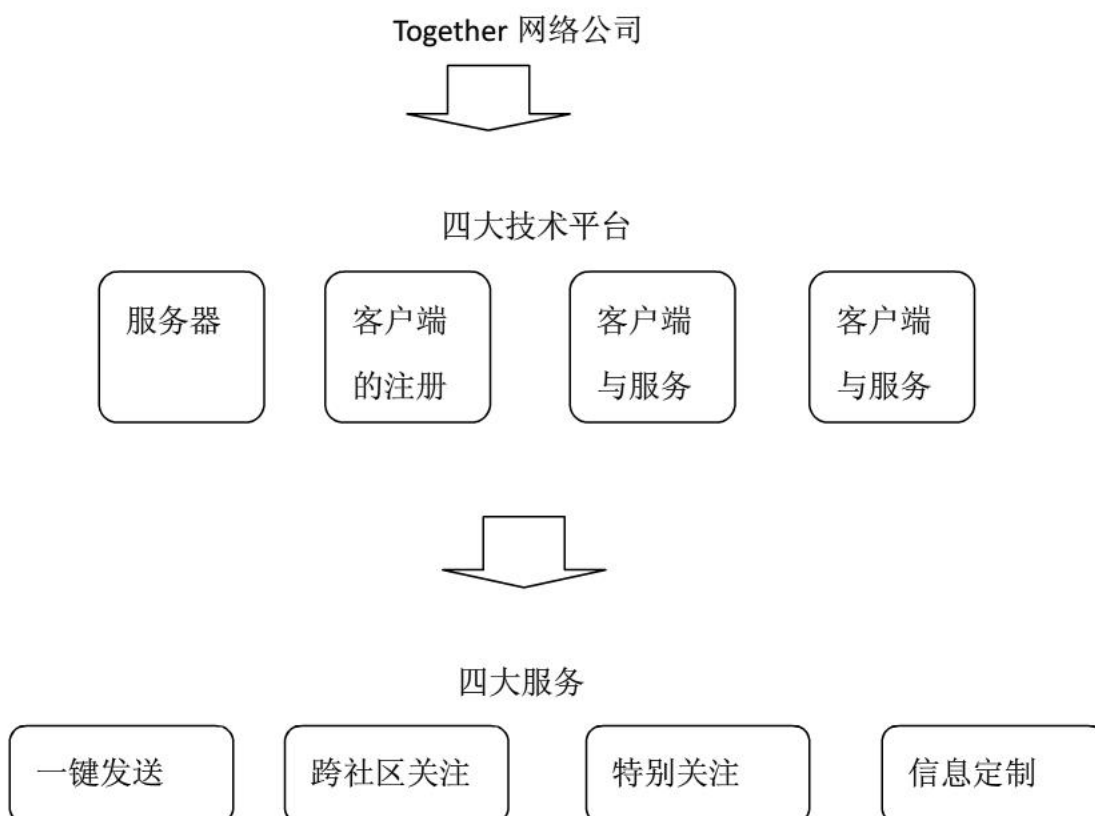 Together 网络公司
四大技术平台
服务器
客户端
的注册
客户端
与服务
客户端
与服务
四大服务
一键发送
跨社区关注
特别关注
信息定制